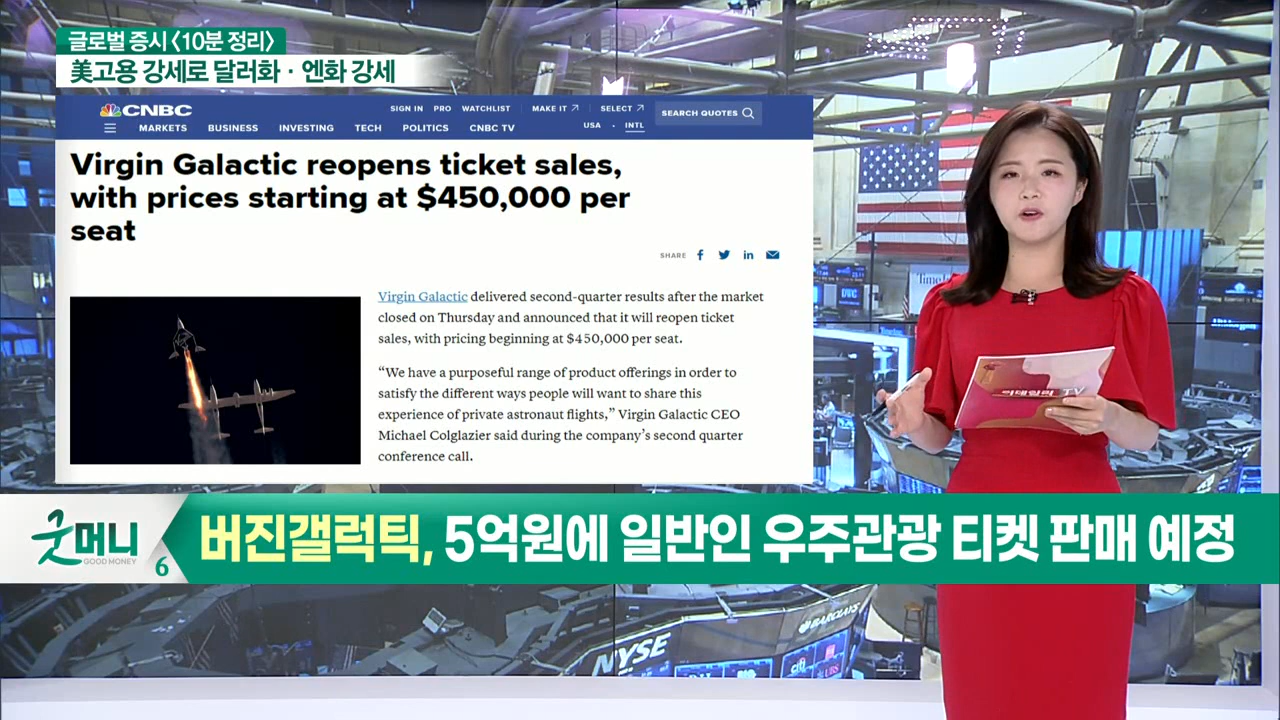 글로벌 증시 <10분 정리>
美고용 강세로 달러화 · 엔화 강세
CNBC
SIGN IN PRO WATCHLIST MAKE IT SELECT
SEARCH QUOTES
MARKETS BUSINESS INVESTING TECH POLITICS CNBC TV
USA · INTL
Virgin Galactic reopens ticket sales,
with prices starting at $450,000 per
seat
SHARE
Virgin Galactic delivered second-quarter results after the market
closed on Thursday and announced that it will reopen ticket
sales, with pricing beginning at $450,000 per seat.
“We have a purposeful range of product offerings in order to
satisfy the different ways people will want to share this
experience of private astronaut flights,” Virgin Galactic CEO
Michael Colglazier said during the company’s second quarter
conference call.
TV
굿머니
GOOD MONEY
6
버진갤럭틱, 5억원에 일반인 우주관광 티켓 판매 예정
NYSE
BARCLAYS
citi
UBS